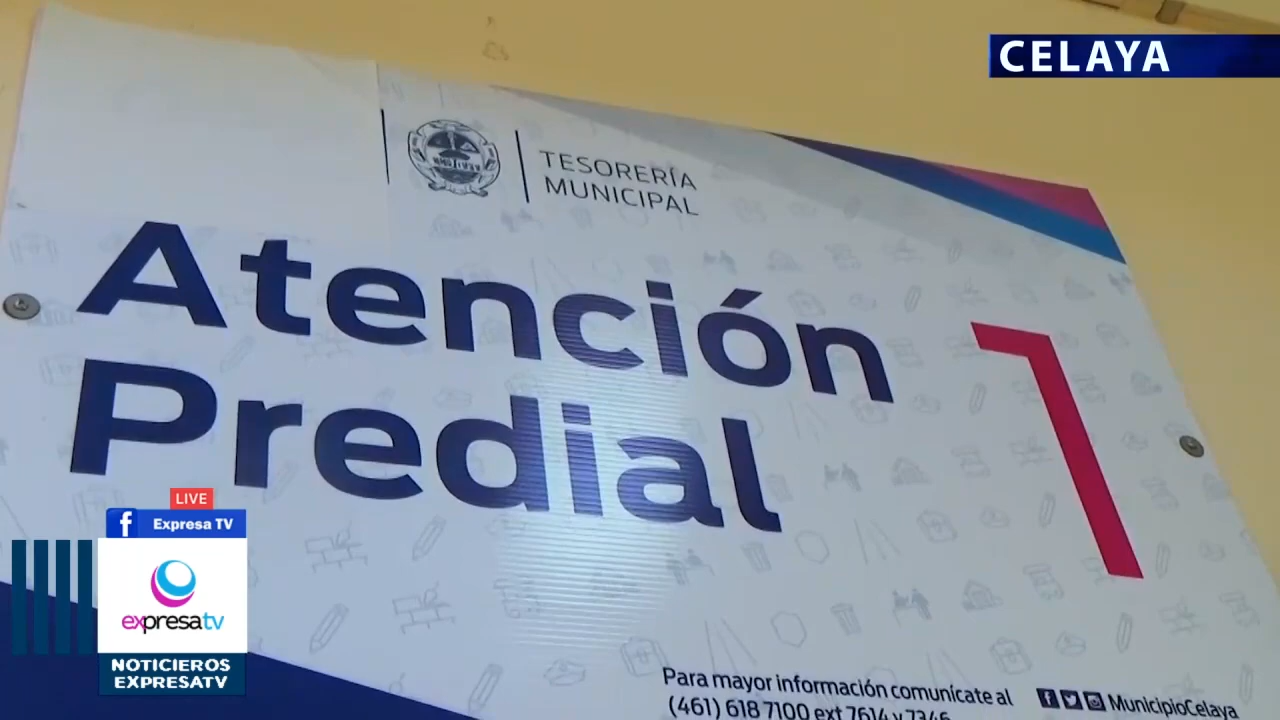 CELAYA
TESORERÍA
MUNICIPAL
Atención
Predial
1
Para mayor información comunícate al
(461) 618 7100 ext 7614 y 7346
MunicipioCelaya
LIVE
f Expresa TV
expresatv
NOTICIEROS
EXPRESATV